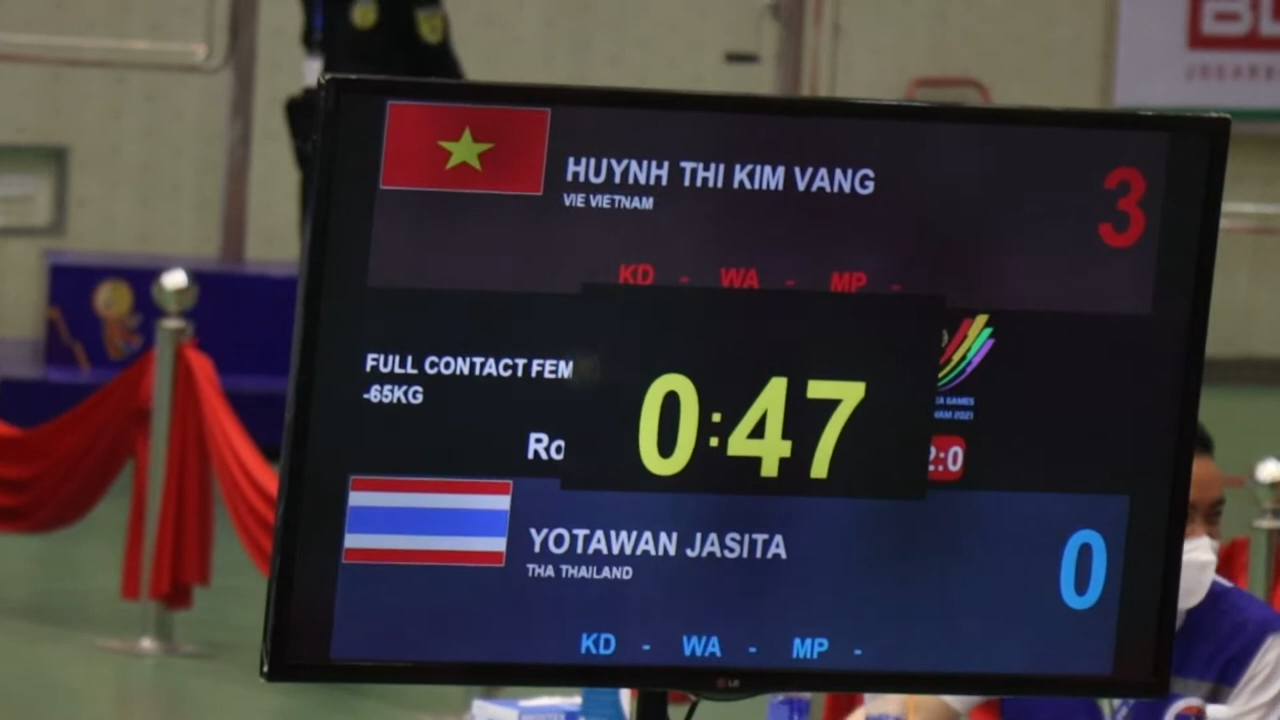 HUYNH THI KIM VANG
VIE VIETNAM
3
KD - WA - MP -
FULL CONTACT FEM
-65KG
0:47
Ro
2:0
YOTAWAN JASITA
THA THAILAND
0
KD - WA - MP -
LG